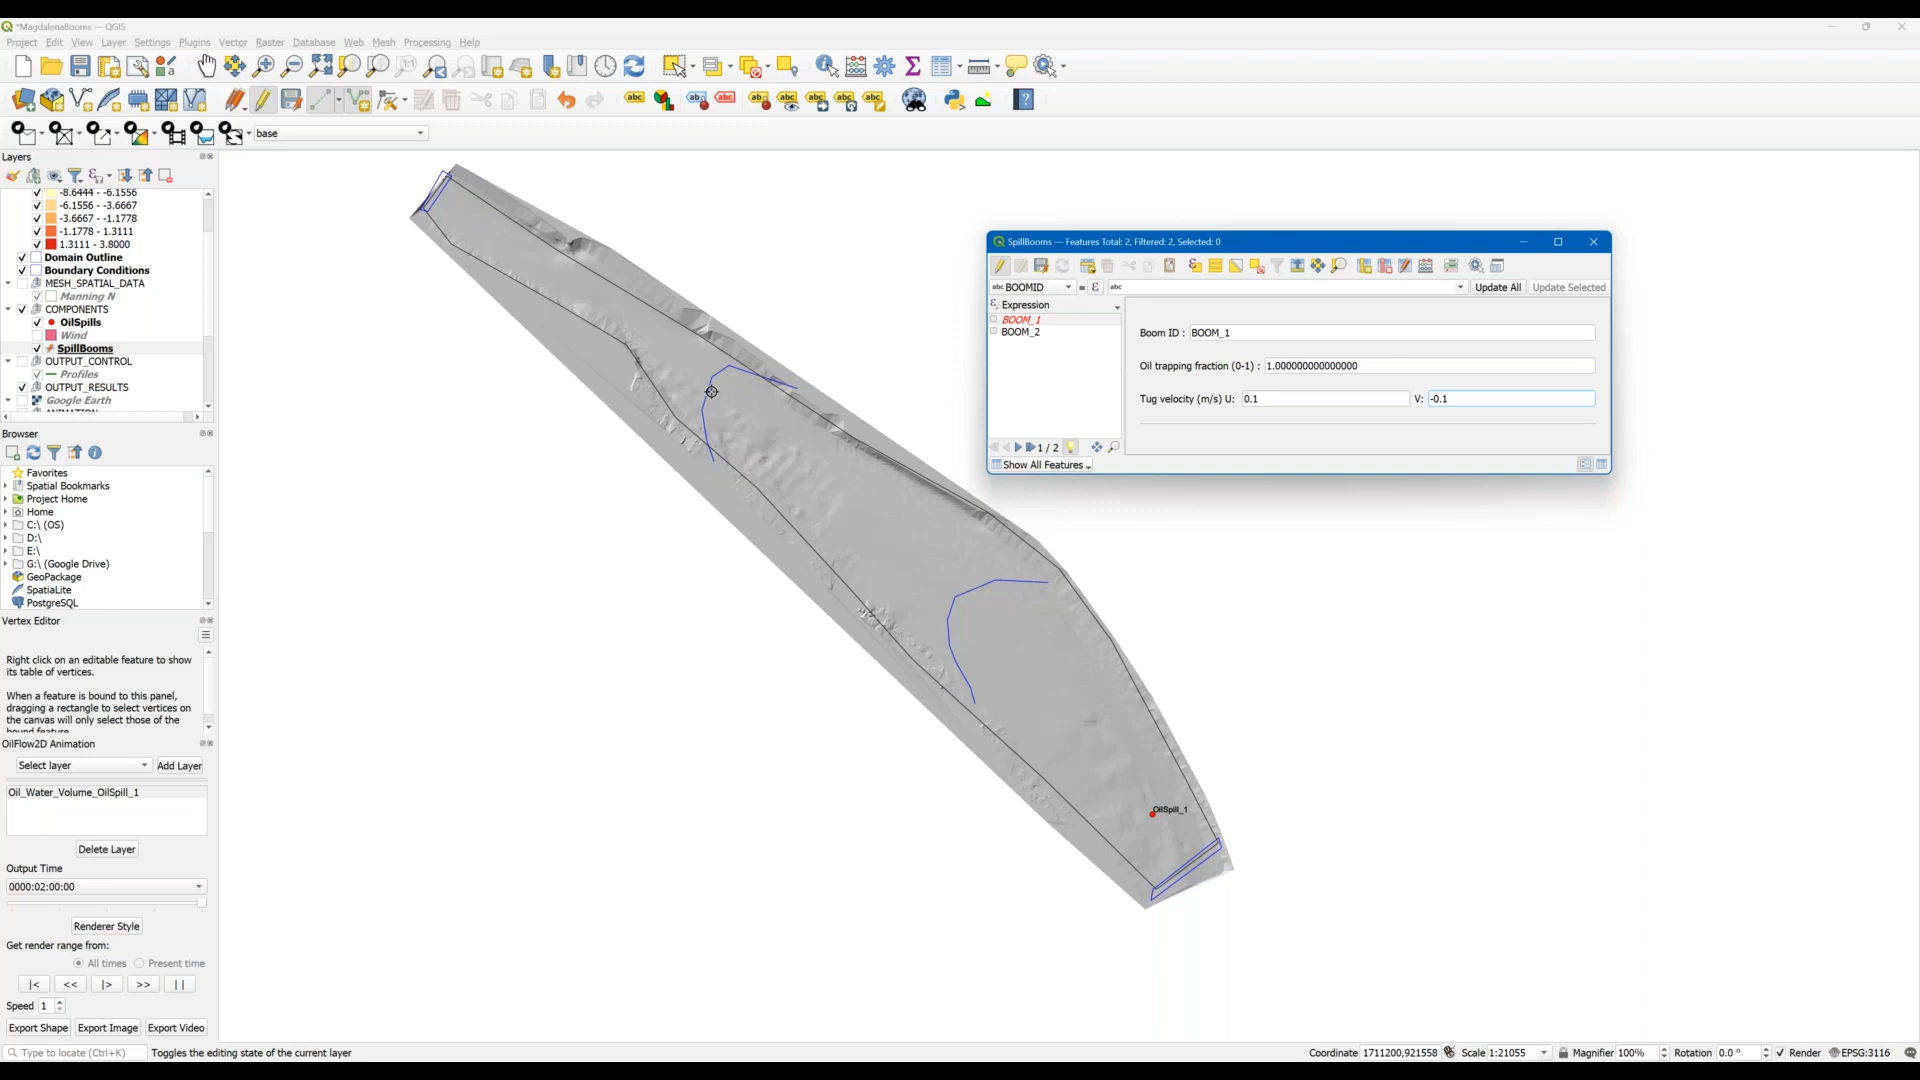 *MagdalenaBooms — QGIS
Project Edit View Layer Settings Plugins Vector Raster Database Web Mesh Processing Help
base
Layers
-8.6444 - -6.1556
-6.1556 - -3.6667
-3.6667 - -1.1778
-1.1778 - 1.3111
1.3111 - 3.8000
Domain Outline
Boundary Conditions
MESH_SPATIAL_DATA
Manning N
COMPONENTS
OilSpills
Wind
SpillBooms
OUTPUT_CONTROL
Profiles
OUTPUT_RESULTS
Google Earth
Browser
Favorites
Spatial Bookmarks
Project Home
Home
C:\ (OS)
D:\
E:\
G:\ (Google Drive)
GeoPackage
SpatiaLite
PostgreSQL
Vertex Editor
Right click on an editable feature to show
its table of vertices.
When a feature is bound to this panel,
dragging a rectangle to select vertices on
the canvas will only select those of the
bound feature.
OilFlow2D Animation
Select layer Add Layer
Oil_Water_Volume_OilSpill_1
Delete Layer
Output Time
0000:02:00:00
Renderer Style
Get render range from:
All times Present time
|< << |> >> ||
Speed 1
Export Shape Export Image Export Video
Type to locate (Ctrl+K) Toggles the editing state of the current layer
OilSpill_1
SpillBooms — Features Total: 2, Filtered: 2, Selected: 0
abc BOOMID = ε abc Update All Update Selected
Expression
BOOM_1
BOOM_2
Boom ID : BOOM_1
Oil trapping fraction (0-1) : 1.000000000000000
Tug velocity (m/s) U: 0.1 V: -0.1
1 / 2
Show All Features
Coordinate 1711200,921558 Scale 1:21055 Magnifier 100% Rotation 0.0 ° Render EPSG:3116